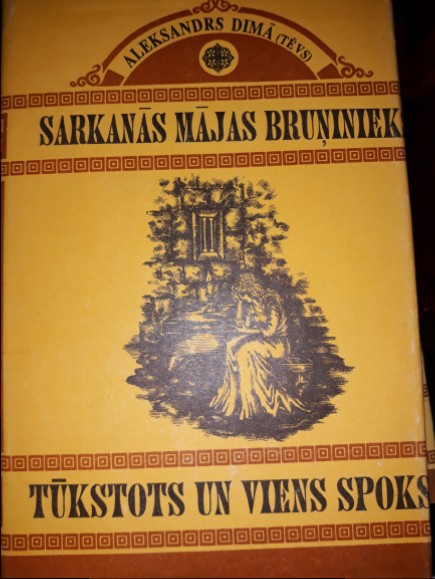 ALEKSANDRS DIMĀ (TĒVS)
SARKANĀS MĀJAS BRUŅINIEK
TŪKSTOTS UN VIENS SPOKS